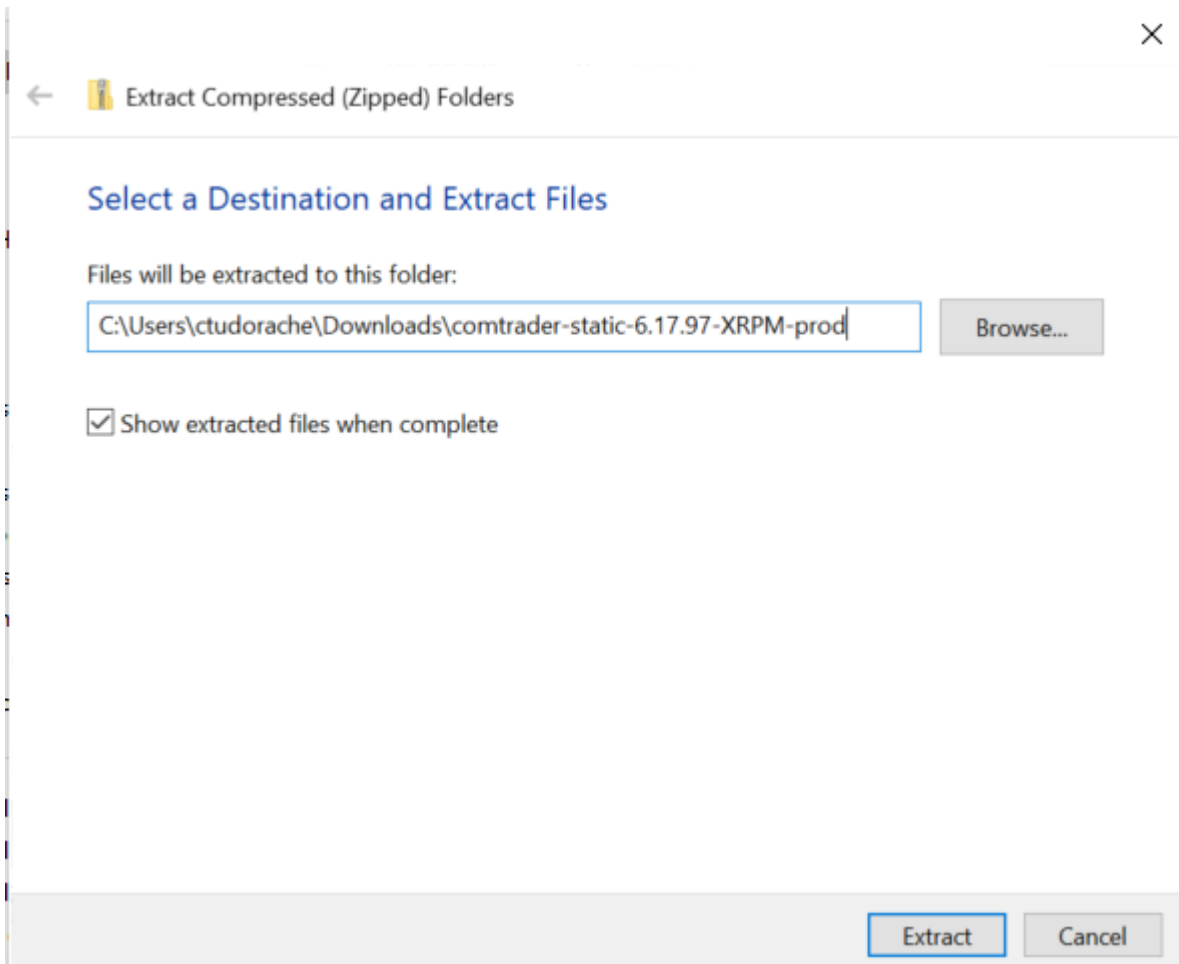 Extract Compressed (Zipped) Folders
Select a Destination and Extract Files
Files will be extracted to this folder:
C:\Users\ctudorache\Downloads\comtrader-static-6.17.97-XRPM-prod
Browse...
Show extracted files when complete
Extract
Cancel